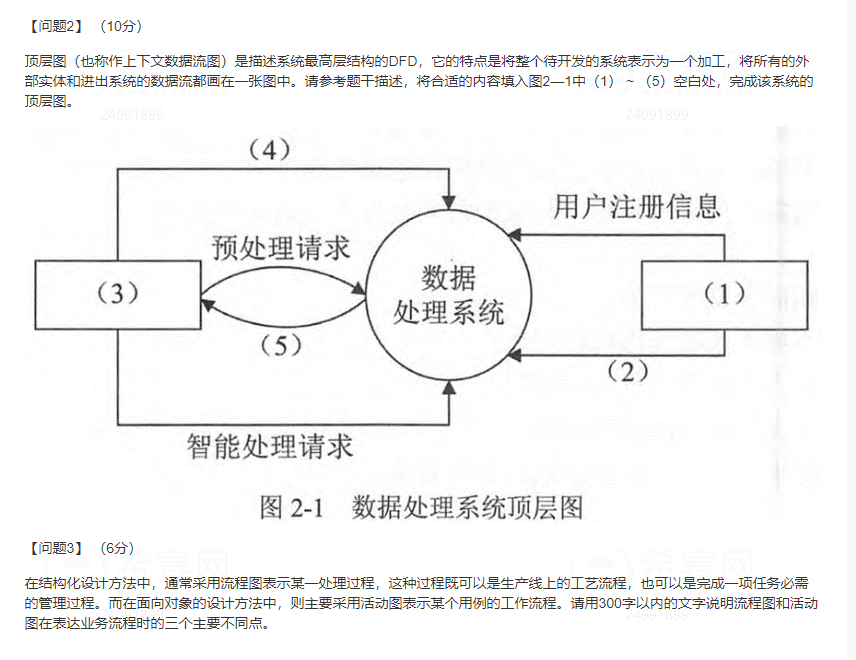 【问题2】 （10分）
顶层图（也称作上下文数据流图）是描述系统最高层结构的DFD，它的特点是将整个待开发的系统表示为一个加工，将所有的外
部实体和进出系统的数据流都画在一张图中。请参考题干描述，将合适的内容填入图2—1中（1）~（5）空白处，完成该系统的
顶层图。
24091899
24091899
（4）
用户注册信息
预处理请求
（3）
数据
处理系统
（1）
（5）
（2）
智能处理请求
图 2-1 数据处理系统顶层图
【问题3】 （6分）
希赛网
希赛网
在结构化设计方法中，通常采用流程图表示某一处理过程，这种过程既可以是生产线上的工艺流程，也可以是完成一项任务必需
的管理过程。而在面向对象的设计方法中，则主要采用活动图表示某个用例的工作流程。请用300字以内的文字说明流程图和活动
图在表达业务流程时的三个主要不同点。
24091899